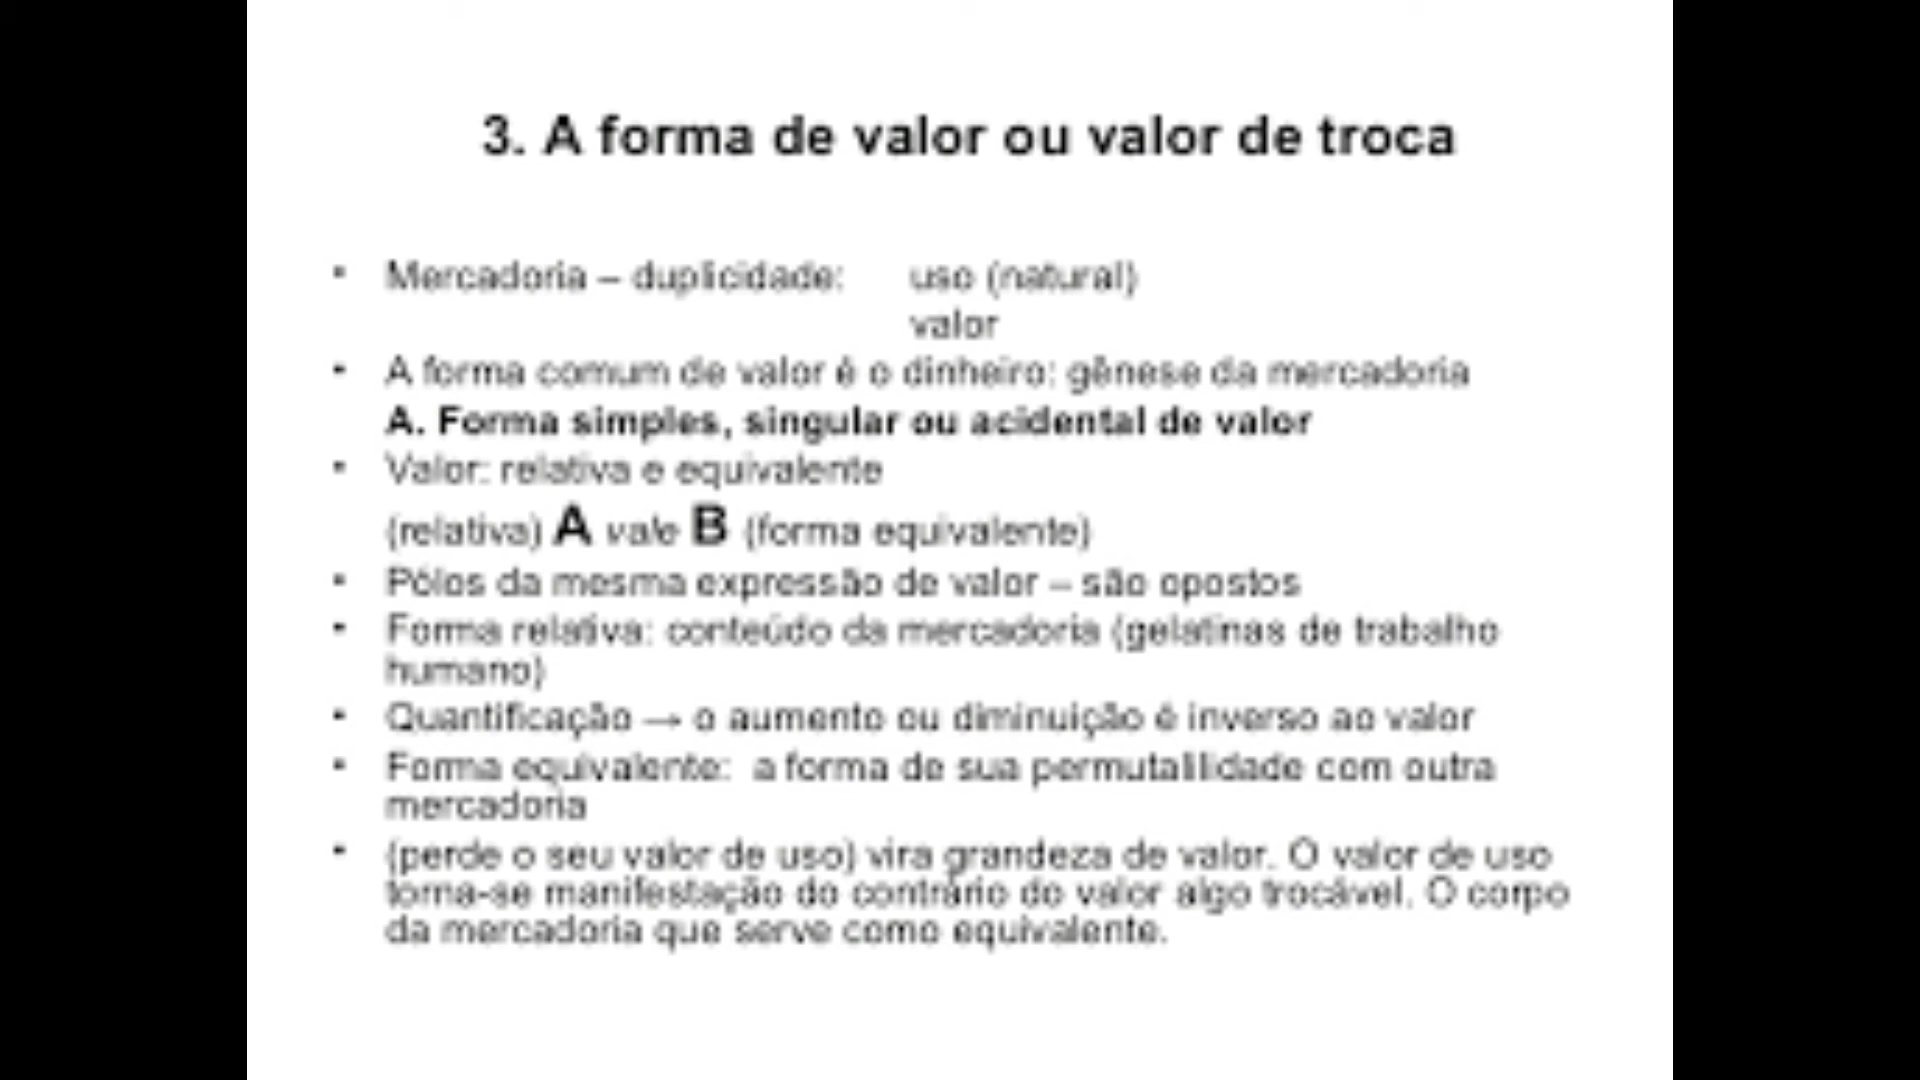 3. A forma de valor ou valor de troca
• Mercadoria – duplicidade: uso (natural)
valor
• A forma comum de valor é o dinheiro: gênese da mercadoria
A. Forma simples, singular ou acidental de valor
• Valor: relativa e equivalente
(relativa) A vale B (forma equivalente)
• Pólos da mesma expressão de valor – são opostos
• Forma relativa: conteúdo da mercadoria (gelatinas de trabalho
humano)
• Quantificação → o aumento ou diminuição é inverso ao valor
• Forma equivalente: a forma de sua permutalilidade com outra
mercadoria
• (perde o seu valor de uso) vira grandeza de valor. O valor de uso
torna-se manifestação do contrário do valor algo trocável. O corpo
da mercadoria que serve como equivalente.